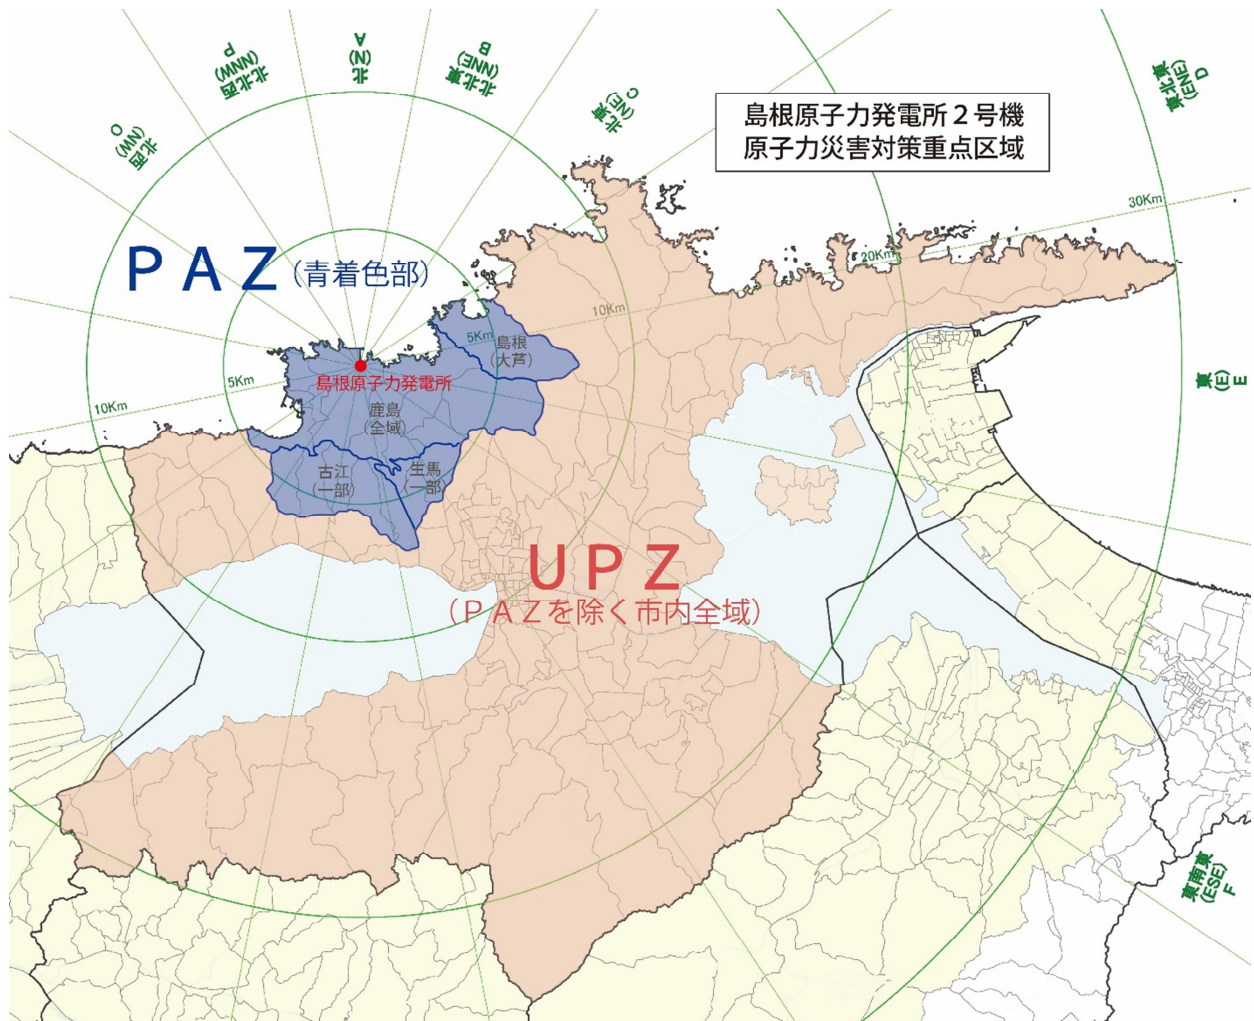 北北西
(NNW)
P
北
(N)
A
北北東
(NNE)
B
北東
(NE)
C
北西
(NW)
O
東北東
(ENE)
D
島根原子力発電所２号機
原子力災害対策重点区域
30Km
20Km
10Km
5Km
ＰＡＺ（青着色部）
島根
（大芦）
島根原子力発電所
5Km
10Km
鹿島
（全域）
古江
（一部）
生馬
（一部）
東
(E)
E
ＵＰＺ
（ＰＡＺを除く市内全域）
東南東
(ESE)
F